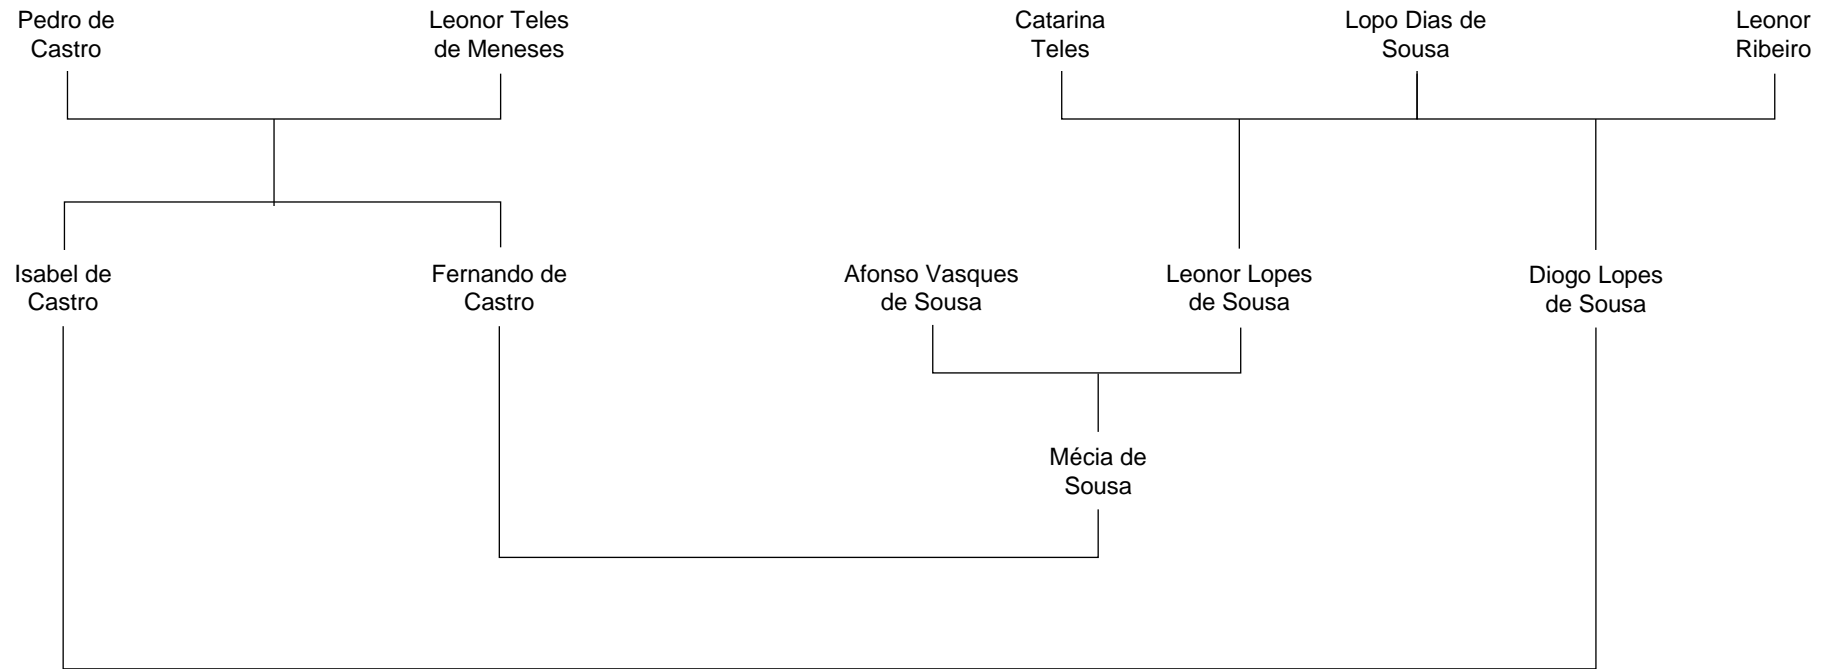 Pedro de
Castro
Leonor Teles
de Meneses
Catarina
Teles
Lopo Dias de
Sousa
Leonor
Ribeiro
Isabel de
Castro
Fernando de
Castro
Afonso Vasques
de Sousa
Leonor Lopes
de Sousa
Diogo Lopes
de Sousa
Mécia de
Sousa